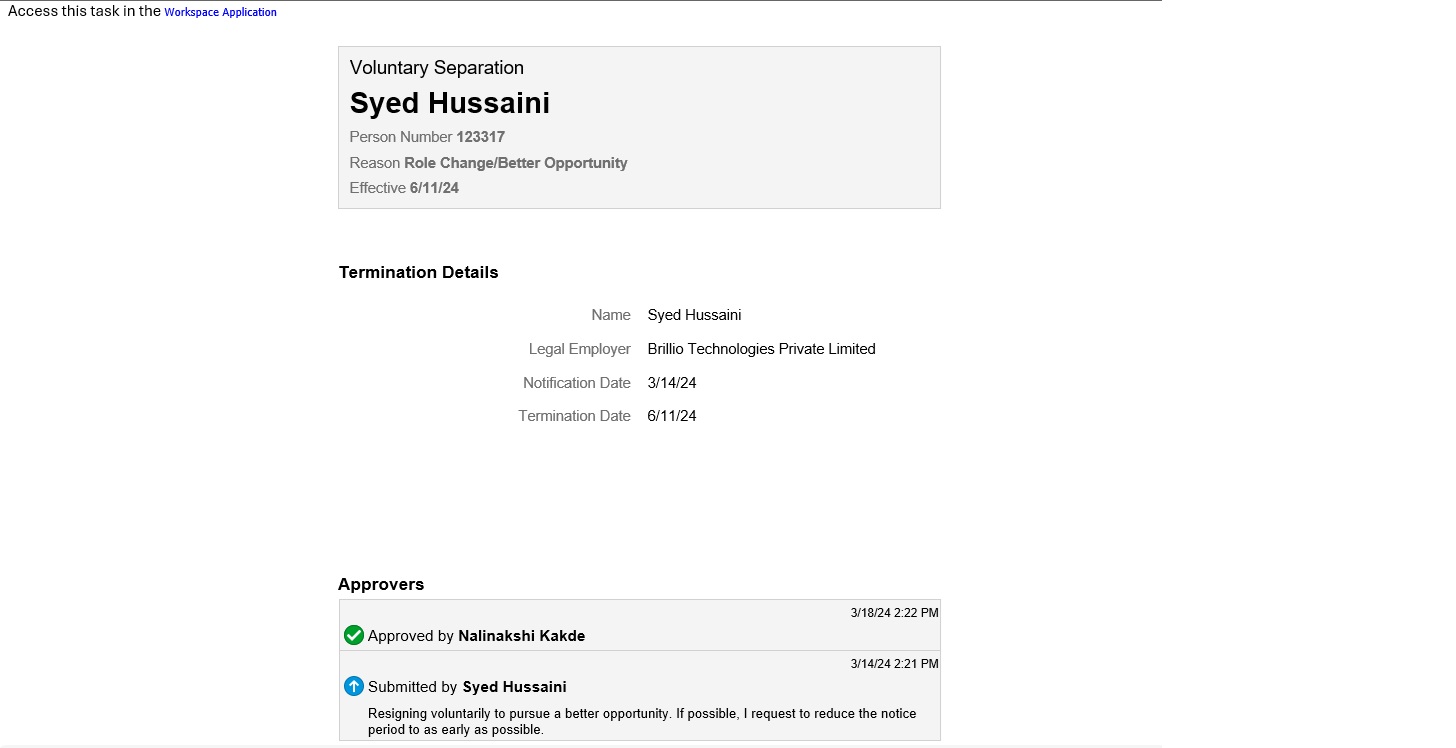 Access this task in the Workspace Application
Voluntary Separation
Syed Hussaini
Person Number 123317
Reason Role Change/Better Opportunity
Effective 6/11/24
Termination Details
Name Syed Hussaini
Legal Employer Brillio Technologies Private Limited
Notification Date 3/14/24
Termination Date 6/11/24
Approvers
3/18/24 2:22 PM
Approved by Nalinakshi Kakde
3/14/24 2:21 PM
Submitted by Syed Hussaini
Resigning voluntarily to pursue a better opportunity. If possible, I request to reduce the notice
period to as early as possible.